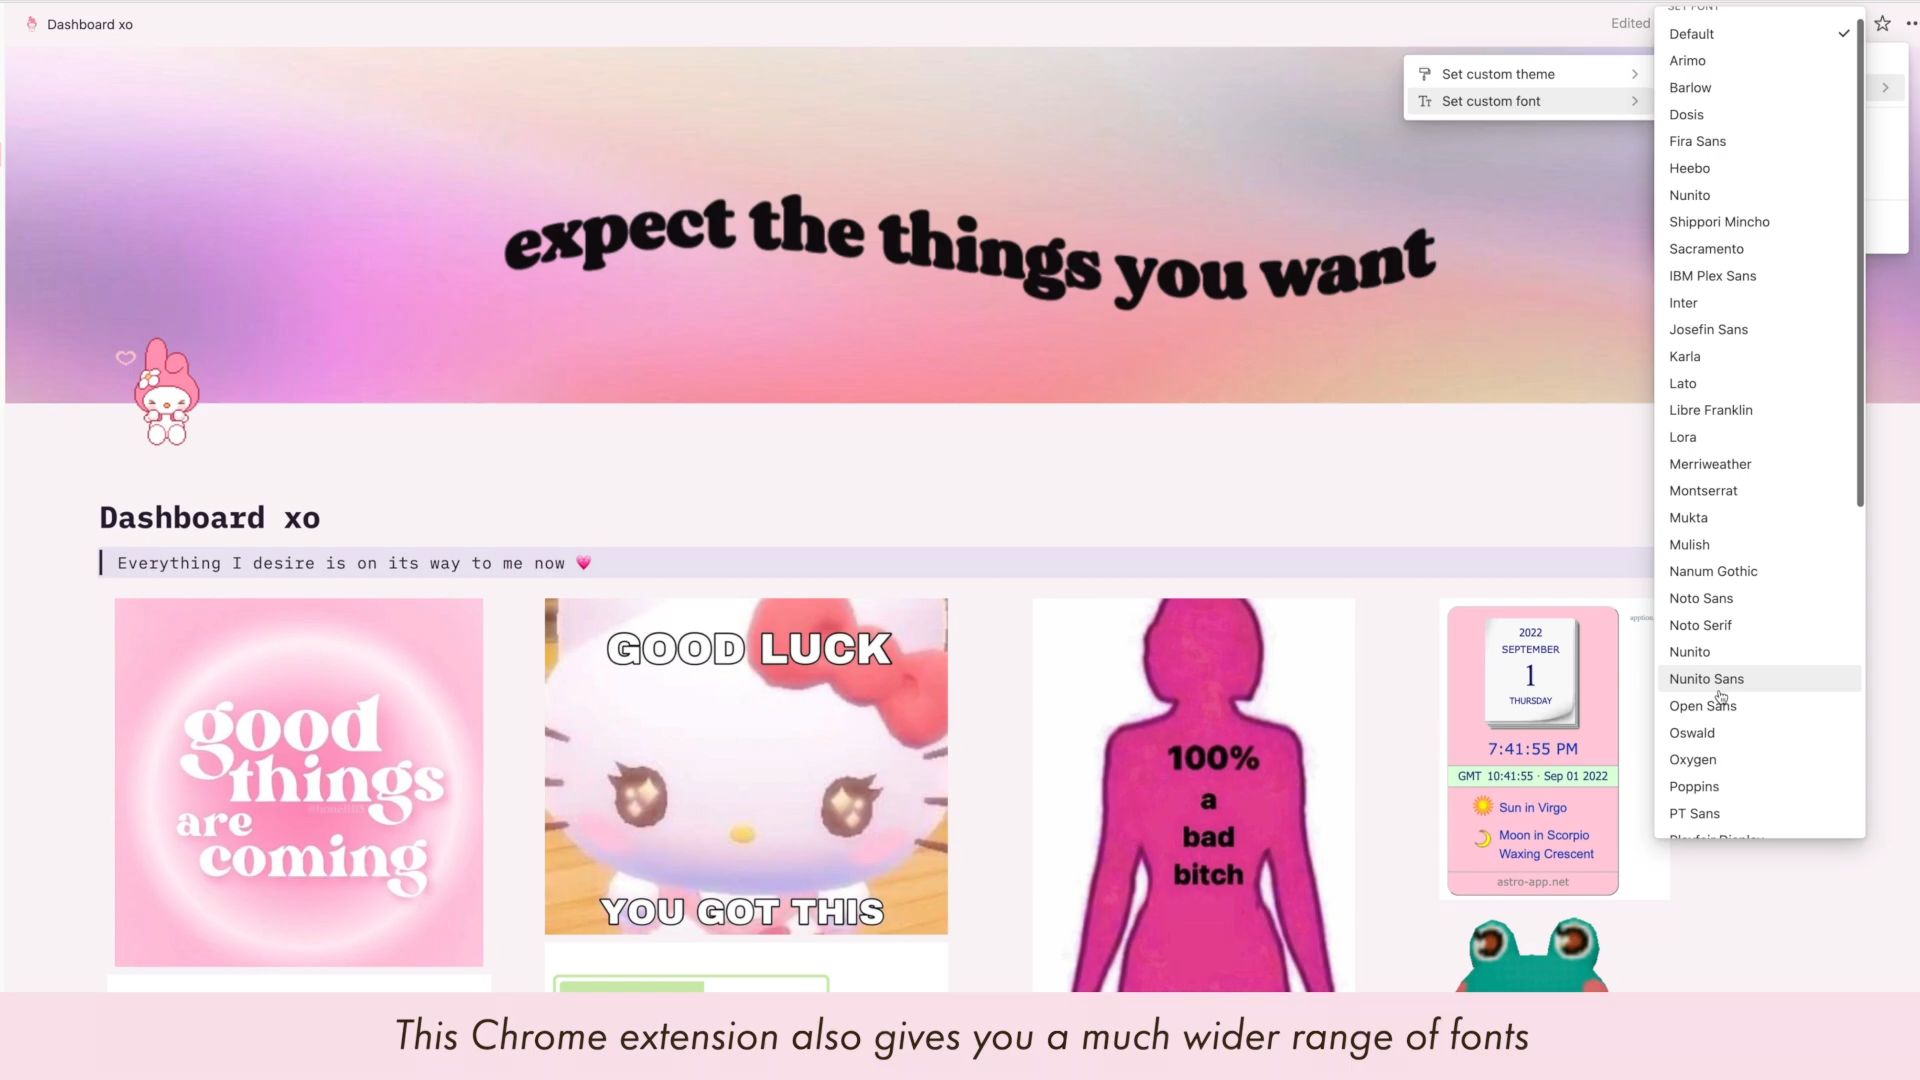 Dashboard xo
Edited
SET FONT
Default
Arimo
Barlow
Dosis
Fira Sans
Heebo
Nunito
Shippori Mincho
Sacramento
IBM Plex Sans
Inter
Josefin Sans
Karla
Lato
Libre Franklin
Lora
Merriweather
Montserrat
Mukta
Mulish
Nanum Gothic
Noto Sans
Noto Serif
Nunito
Nunito Sans
Open Sans
Oswald
Oxygen
Poppins
PT Sans
Playfair Display
Set custom theme
Tт Set custom font
expect the things you want
Dashboard xo
Everything I desire is on its way to me now 💗
good
things
are
coming
GOOD LUCK
YOU GOT THIS
100%
a
bad
bitch
2022
SEPTEMBER
1
THURSDAY
7:41:55 PM
GMT 10:41:55 · Sep 01 2022
Sun in Virgo
Moon in Scorpio
Waxing Crescent
astro-app.net
This Chrome extension also gives you a much wider range of fonts